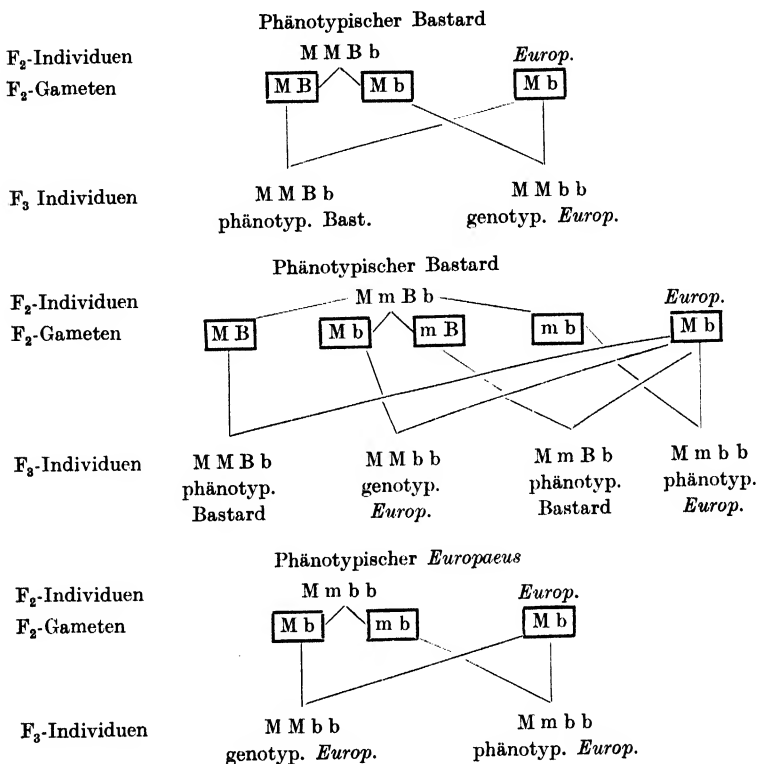 Phänotypischer Bastard
F₂-Individuen M M B b Europ.
F₂-Gameten M B M b M b
F₃ Individuen M M B b M M b b
phänotyp. Bast. genotyp. Europ.
Phänotypischer Bastard
F₂-Individuen M m B b Europ.
F₂-Gameten M B M b m B m b M b
F₃-Individuen M M B b M M b b M m B b M m b b
phänotyp. genotyp. phänotyp. phänotyp.
Bastard Europ. Bastard Europ.
Phänotypischer Europaeus
F₂-Individuen M m b b Europ.
F₂-Gameten M b m b M b
F₃-Individuen M M b b M m b b
genotyp. Europ. phänotyp. Europ.